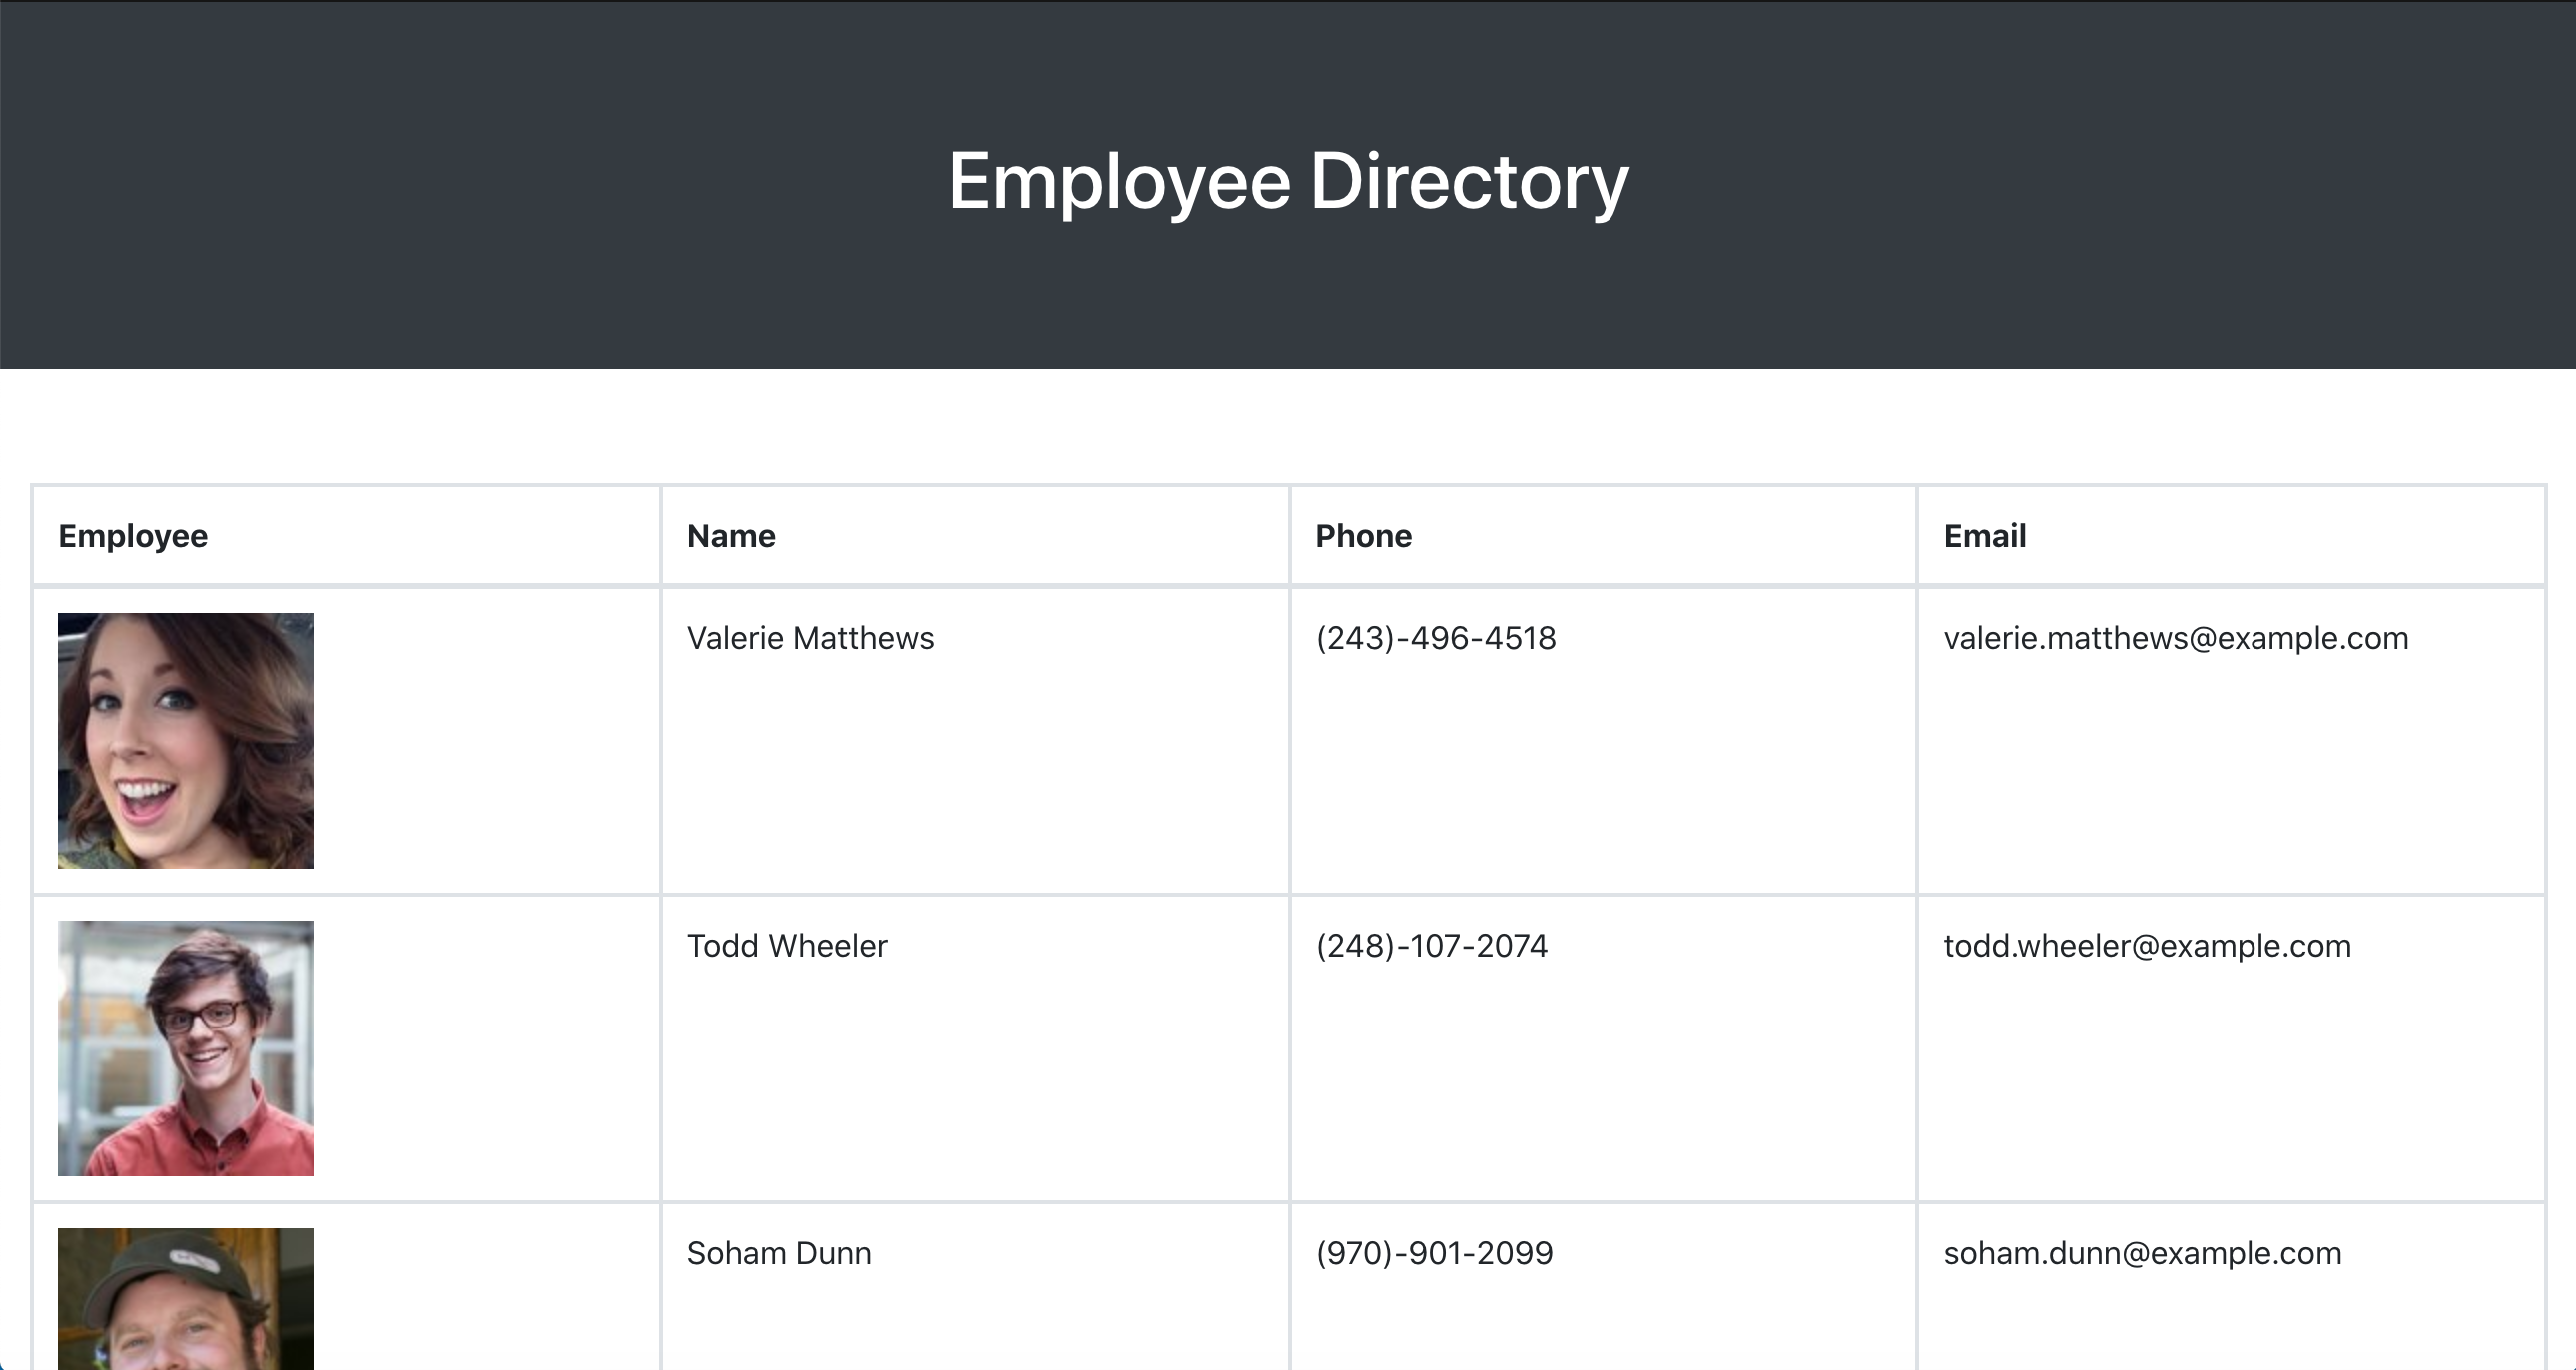 Employee Directory
Employee Name Phone Email
Valerie Matthews (243)-496-4518 valerie.matthews@example.com
Todd Wheeler (248)-107-2074 todd.wheeler@example.com
Soham Dunn (970)-901-2099 soham.dunn@example.com